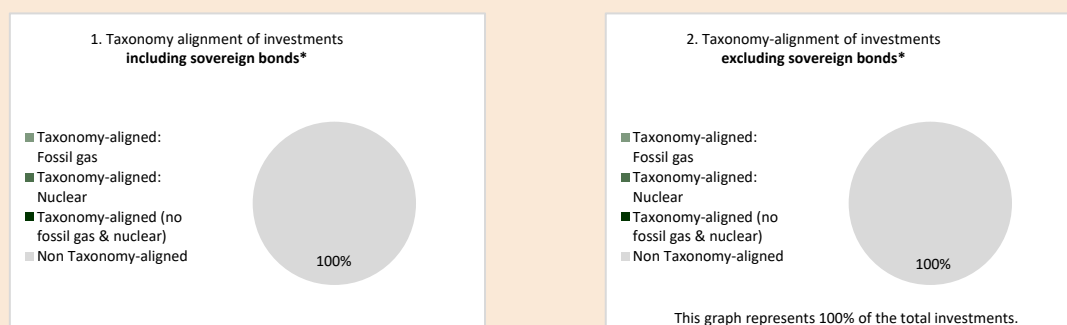 1. Taxonomy alignment of investments
including sovereign bonds*
Taxonomy-aligned:
Fossil gas
Taxonomy-aligned:
Nuclear
Taxonomy-aligned (no
fossil gas & nuclear)
Non Taxonomy-aligned
100%
2. Taxonomy-alignment of investments
excluding sovereign bonds*
Taxonomy-aligned:
Fossil gas
Taxonomy-aligned:
Nuclear
Taxonomy-aligned (no
fossil gas & nuclear)
Non Taxonomy-aligned
100%
This graph represents 100% of the total investments.